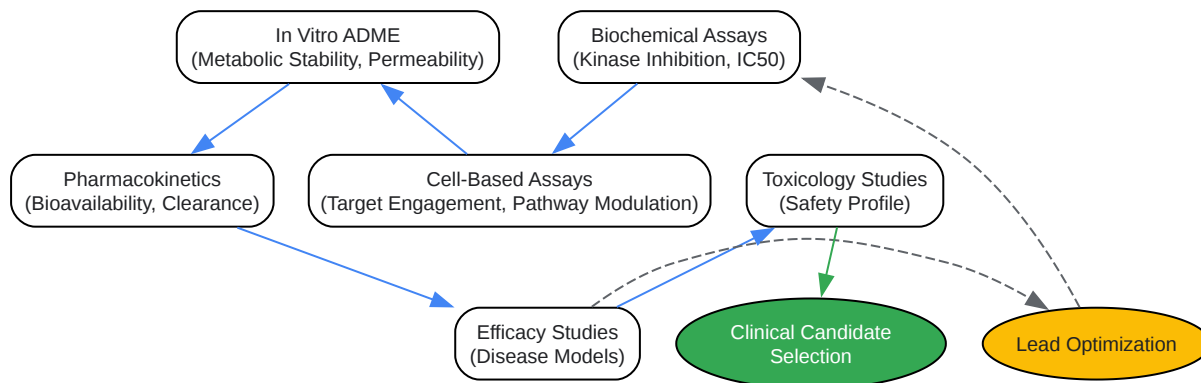 In Vitro ADME
(Metabolic Stability, Permeability)
Biochemical Assays
(Kinase Inhibition, IC50)
Pharmacokinetics
(Bioavailability, Clearance)
Cell-Based Assays
(Target Engagement, Pathway Modulation)
Toxicology Studies
(Safety Profile)
Efficacy Studies
(Disease Models)
Clinical Candidate
Selection
Lead Optimization